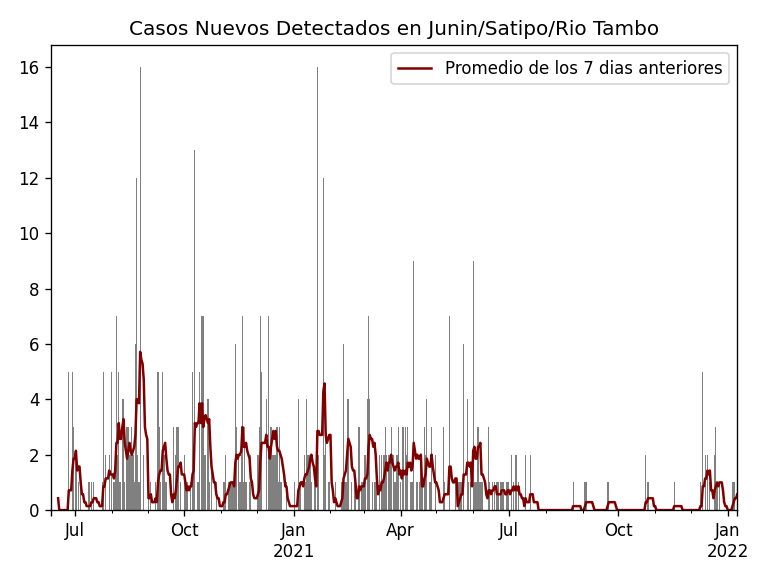 Casos Nuevos Detectados en Junin/Satipo/Rio Tambo
Promedio de los 7 dias anteriores
16
14
12
10
8
6
4
2
0
Jul
Oct
Jan
2021
Apr
Jul
Oct
Jan
2022